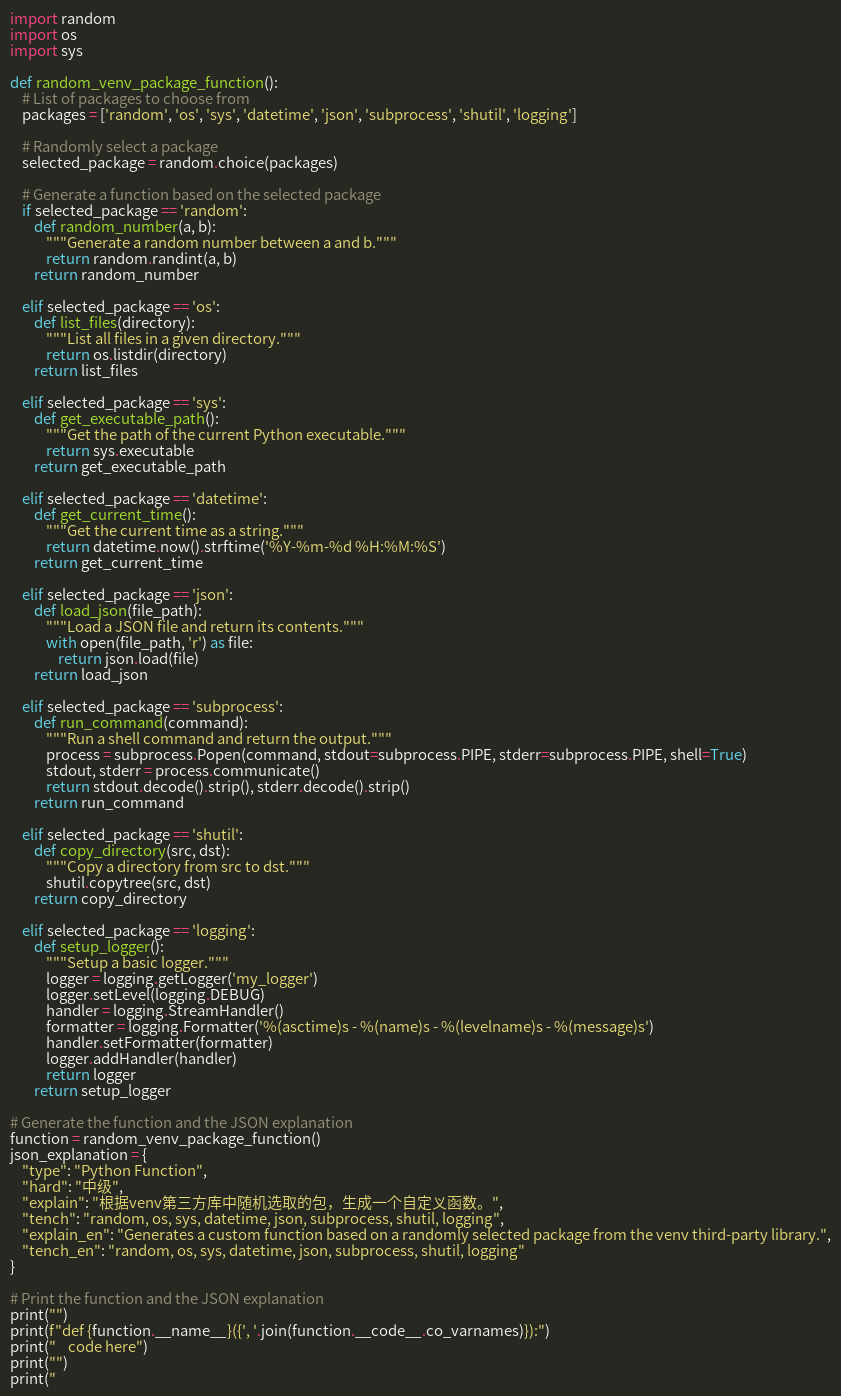 import random
import os
import sys

def random_venv_package_function():
    # List of packages to choose from
    packages = ['random', 'os', 'sys', 'datetime', 'json', 'subprocess', 'shutil', 'logging']

    # Randomly select a package
    selected_package = random.choice(packages)

    # Generate a function based on the selected package
    if selected_package == 'random':
        def random_number(a, b):
            """Generate a random number between a and b."""
            return random.randint(a, b)
        return random_number

    elif selected_package == 'os':
        def list_files(directory):
            """List all files in a given directory."""
            return os.listdir(directory)
        return list_files

    elif selected_package == 'sys':
        def get_executable_path():
            """Get the path of the current Python executable."""
            return sys.executable
        return get_executable_path

    elif selected_package == 'datetime':
        def get_current_time():
            """Get the current time as a string."""
            return datetime.now().strftime('%Y-%m-%d %H:%M:%S')
        return get_current_time

    elif selected_package == 'json':
        def load_json(file_path):
            """Load a JSON file and return its contents."""
            with open(file_path, 'r') as file:
                return json.load(file)
        return load_json

    elif selected_package == 'subprocess':
        def run_command(command):
            """Run a shell command and return the output."""
            process = subprocess.Popen(command, stdout=subprocess.PIPE, stderr=subprocess.PIPE, shell=True)
            stdout, stderr = process.communicate()
            return stdout.decode().strip(), stderr.decode().strip()
        return run_command

    elif selected_package == 'shutil':
        def copy_directory(src, dst):
            """Copy a directory from src to dst."""
            shutil.copytree(src, dst)
        return copy_directory

    elif selected_package == 'logging':
        def setup_logger():
            """Setup a basic logger."""
            logger = logging.getLogger('my_logger')
            logger.setLevel(logging.DEBUG)
            handler = logging.StreamHandler()
            formatter = logging.Formatter('%(asctime)s - %(name)s - %(levelname)s - %(message)s')
            handler.setFormatter(formatter)
            logger.addHandler(handler)
            return logger
        return setup_logger

# Generate the function and the JSON explanation
function = random_venv_package_function()
json_explanation = {
    "type": "Python Function",
    "hard": "中级",
    "explain": "根据venv第三方库中随机选取的包，生成一个自定义函数。",
    "tench": "random, os, sys, datetime, json, subprocess, shutil, logging",
    "explain_en": "Generates a custom function based on a randomly selected package from the venv third-party library.",
    "tench_en": "random, os, sys, datetime, json, subprocess, shutil, logging"
}

# Print the function and the JSON explanation
print("")
print(f"def {function.__name__}({', '.join(function.__code__.co_varnames)}):")
print("    code here")
print("")
print("